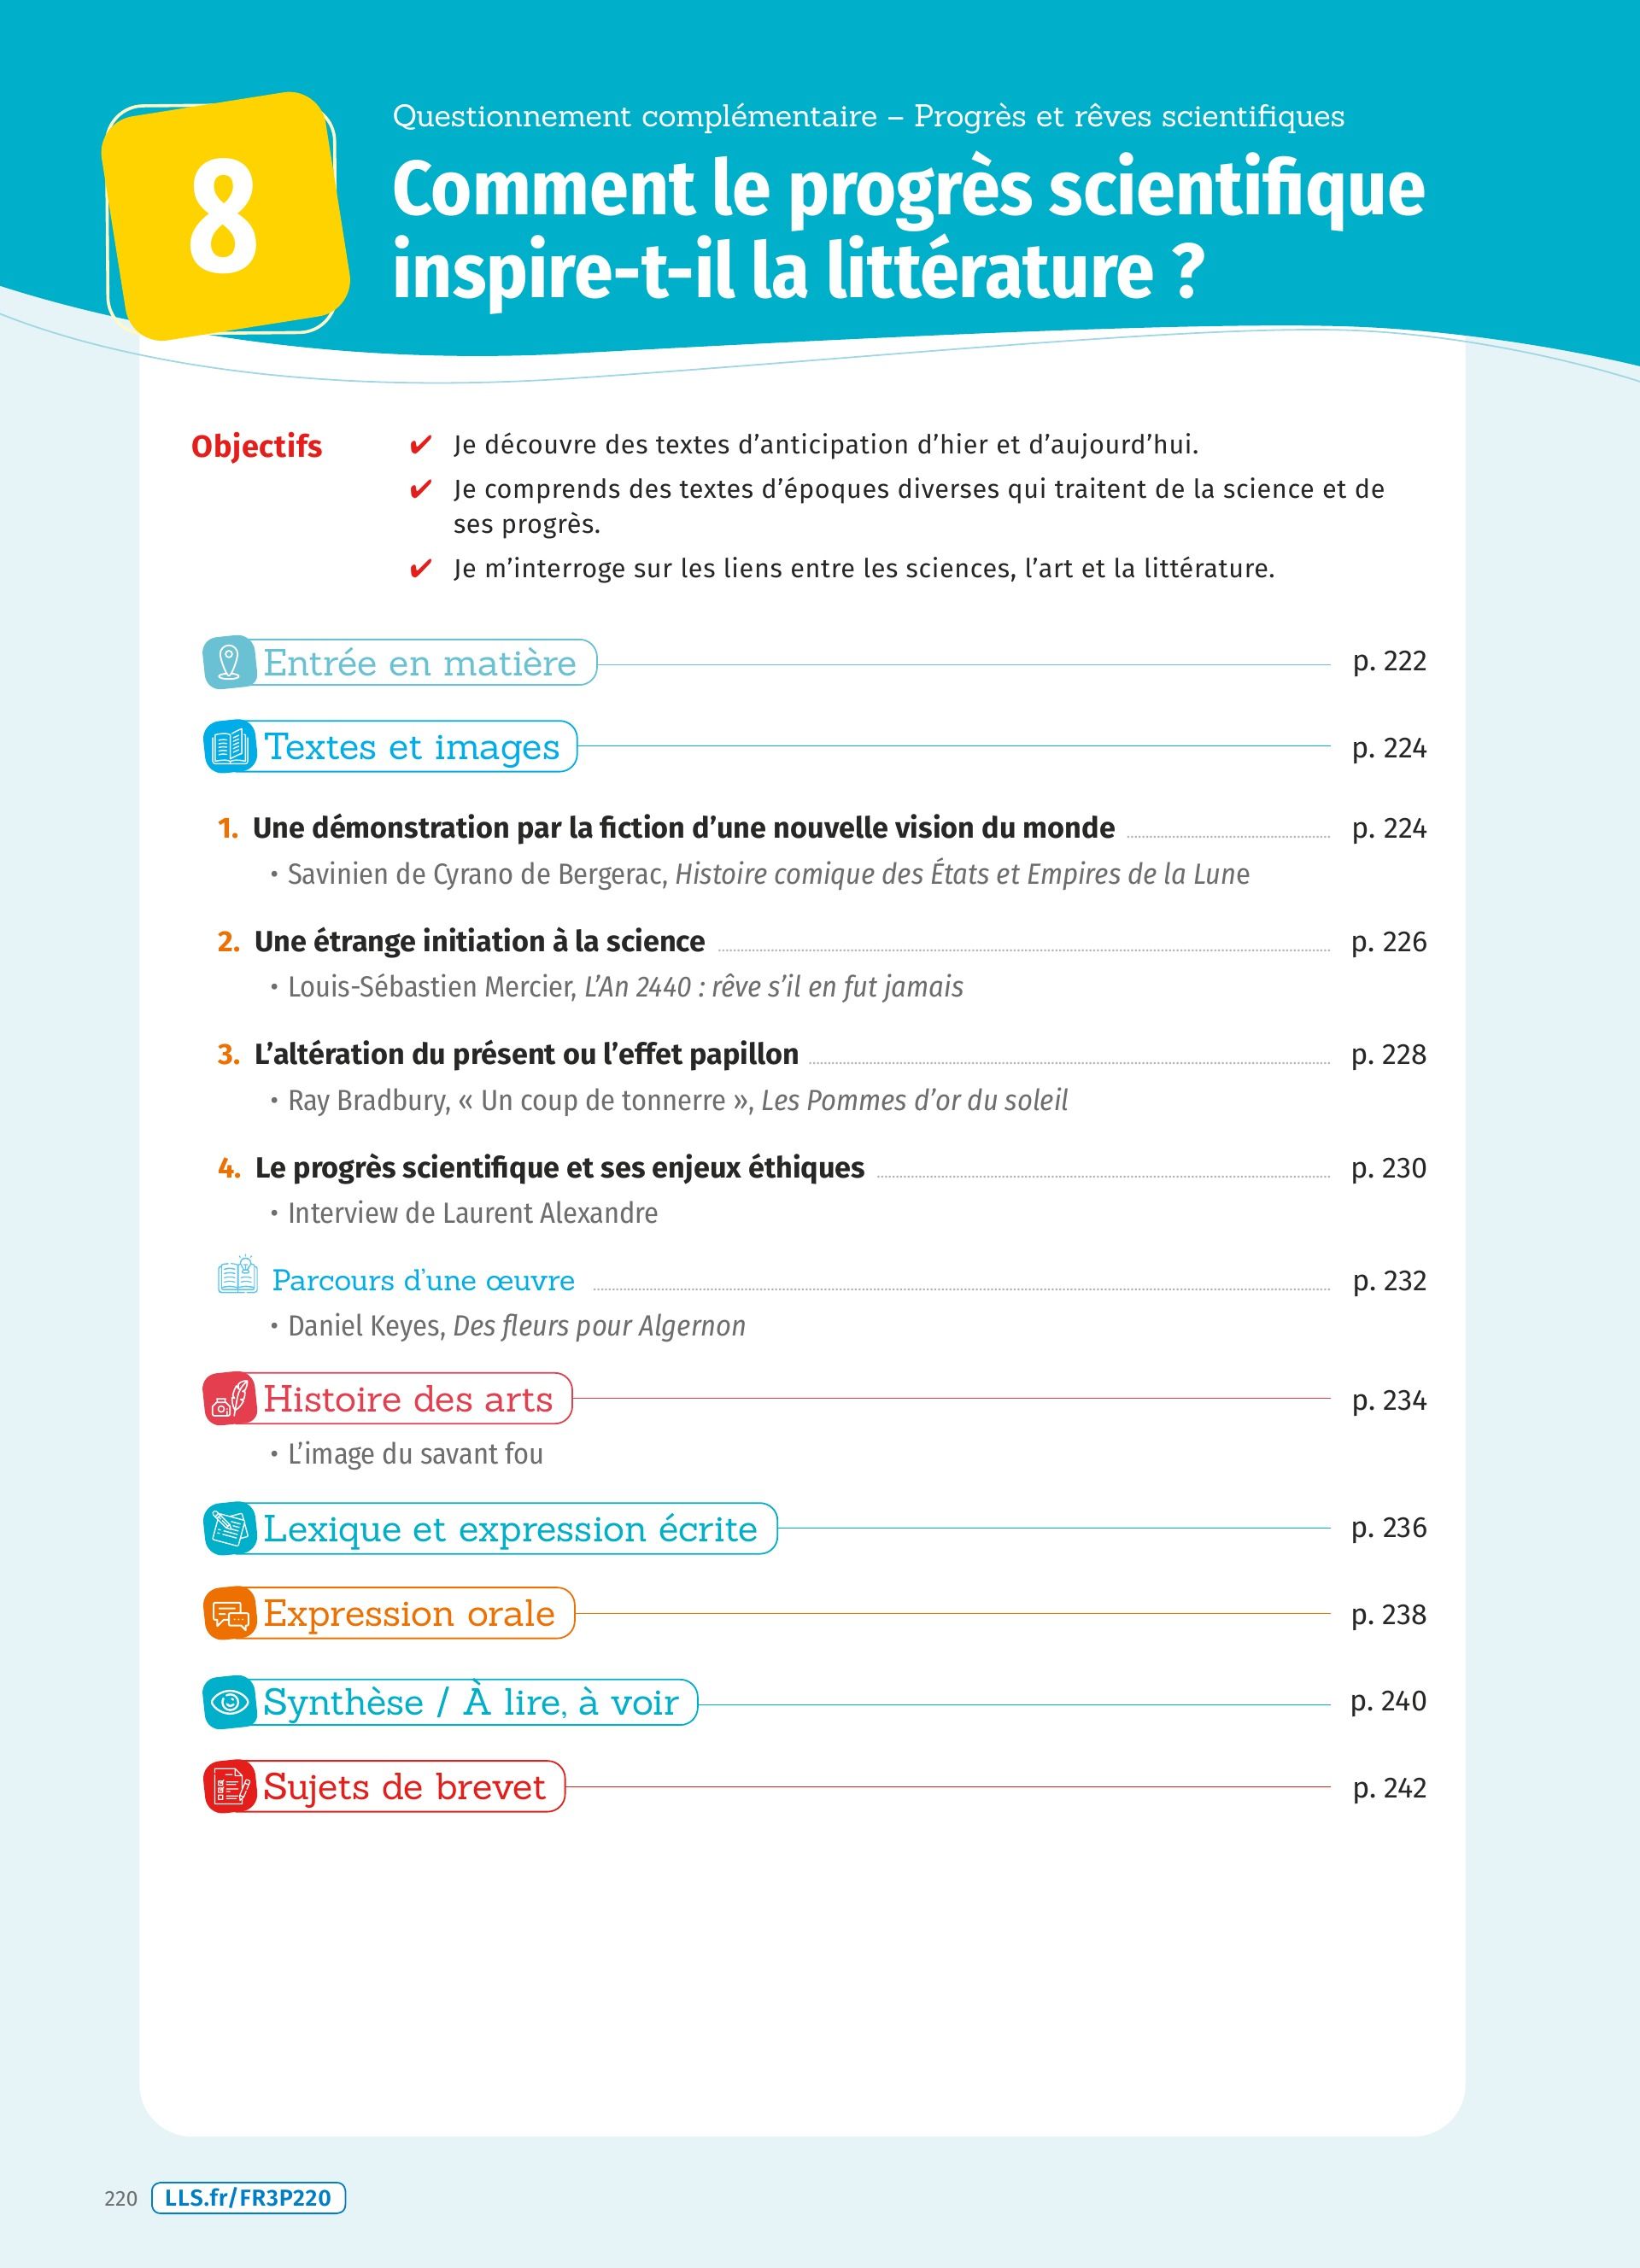 8
Questionnement complémentaire – Progrès et rêves scientifiques
Comment le progrès scientifique
inspire-t-il la littérature ?
Objectifs
✔ Je découvre des textes d’anticipation d’hier et d’aujourd’hui.
✔ Je comprends des textes d’époques diverses qui traitent de la science et de
ses progrès.
✔ Je m’interroge sur les liens entre les sciences, l’art et la littérature.
Entrée en matière p. 222
Textes et images p. 224
1. Une démonstration par la fiction d’une nouvelle vision du monde p. 224
• Savinien de Cyrano de Bergerac, Histoire comique des États et Empires de la Lune
2. Une étrange initiation à la science p. 226
• Louis-Sébastien Mercier, L’An 2440 : rêve s’il en fut jamais
3. L’altération du présent ou l’effet papillon p. 228
• Ray Bradbury, « Un coup de tonnerre », Les Pommes d’or du soleil
4. Le progrès scientifique et ses enjeux éthiques p. 230
• Interview de Laurent Alexandre
Parcours d’une œuvre p. 232
• Daniel Keyes, Des fleurs pour Algernon
Histoire des arts p. 234
• L’image du savant fou
Lexique et expression écrite p. 236
Expression orale p. 238
Synthèse / À lire, à voir p. 240
Sujets de brevet p. 242
220 LLS.fr/FR3P220